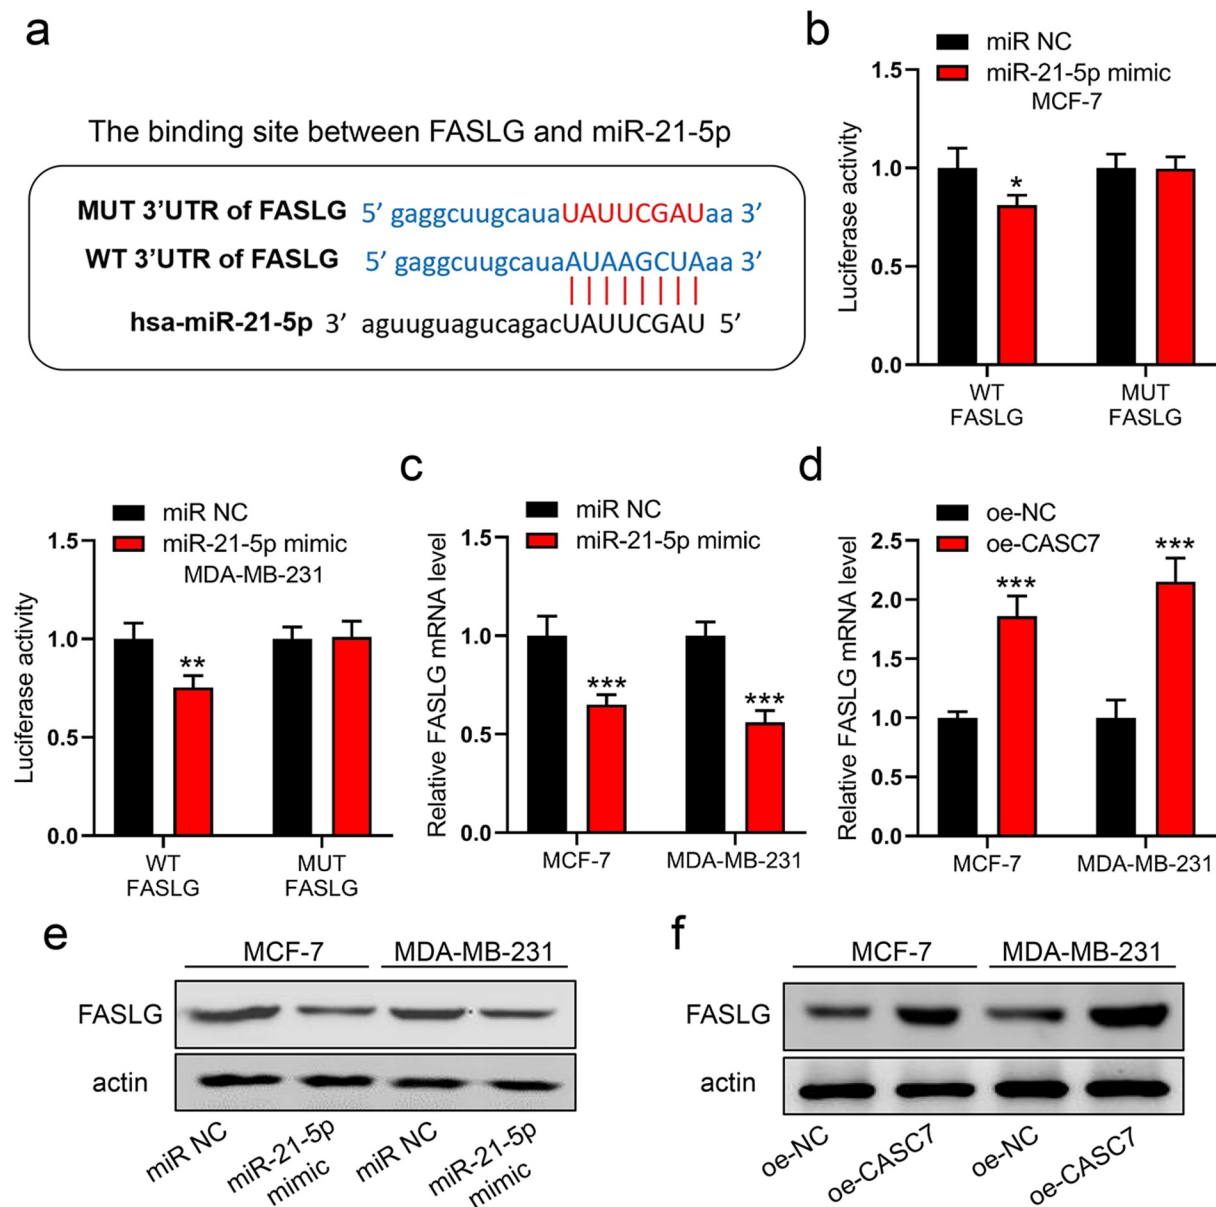 a
The binding site between FASLG and miR-21-5p
MUT 3’UTR of FASLG 5’ gaggcuugcauaUAUUCGAUaa 3’
WT 3’UTR of FASLG 5’ gaggcuugcauaAUAAGCUAaa 3’
hsa-miR-21-5p 3’ aguuguagucagacUAUUCGAU 5’
b
miR NC
miR-21-5p mimic
MCF-7
Luciferase activity
1.5
1.0
0.5
0.0
*
WT FASLG
MUT FASLG
miR NC
miR-21-5p mimic
MDA-MB-231
Luciferase activity
1.5
1.0
0.5
0.0
**
WT FASLG
MUT FASLG
c
miR NC
miR-21-5p mimic
Relative FASLG mRNA level
1.5
1.0
0.5
0.0
***
***
MCF-7
MDA-MB-231
d
oe-NC
oe-CASC7
Relative FASLG mRNA level
2.5
2.0
1.5
1.0
0.5
0.0
***
***
MCF-7
MDA-MB-231
e
MCF-7
MDA-MB-231
FASLG
actin
miR NC
miR-21-5p mimic
miR NC
miR-21-5p mimic
f
MCF-7
MDA-MB-231
FASLG
actin
oe-NC
oe-CASC7
oe-NC
oe-CASC7